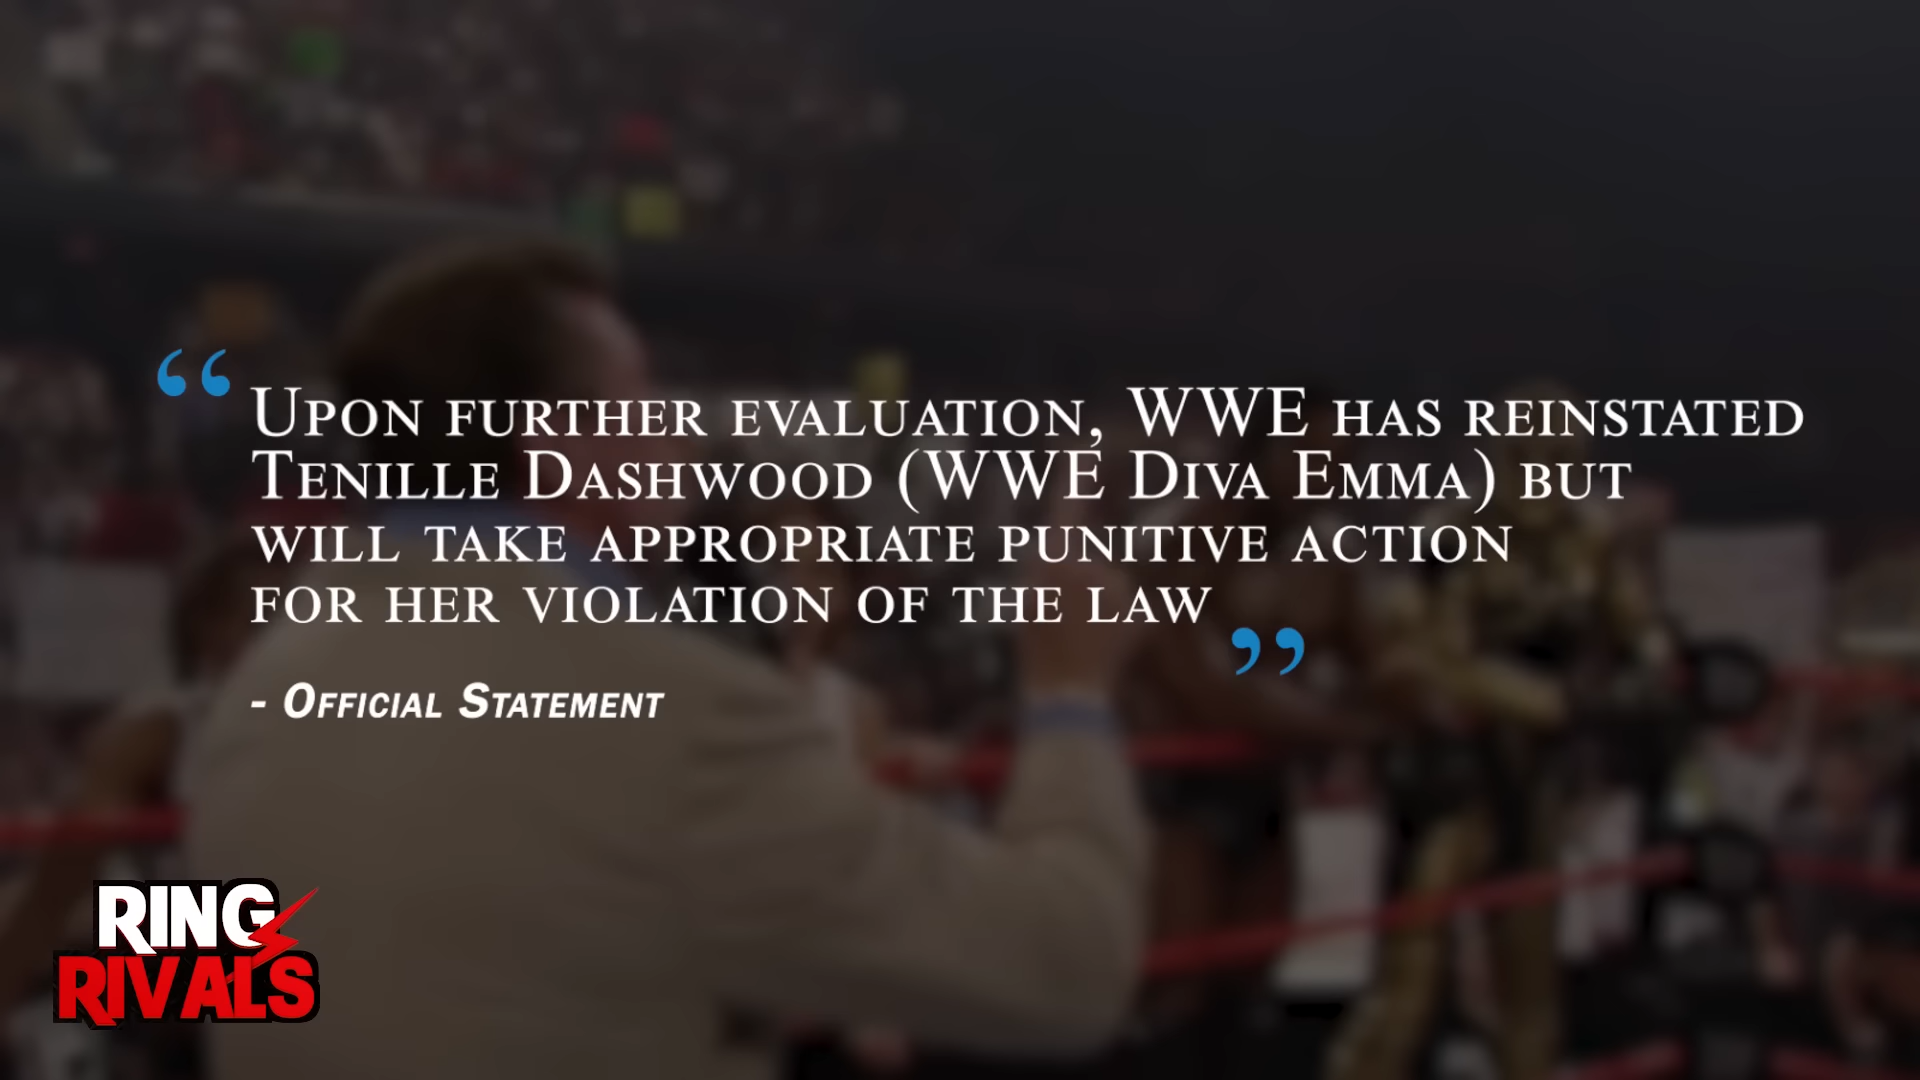 “ Upon further evaluation, WWE has reinstated
Tenille Dashwood (WWE Diva Emma) but
will take appropriate punitive action
for her violation of the law ”
- Official Statement
RING
RIVALS